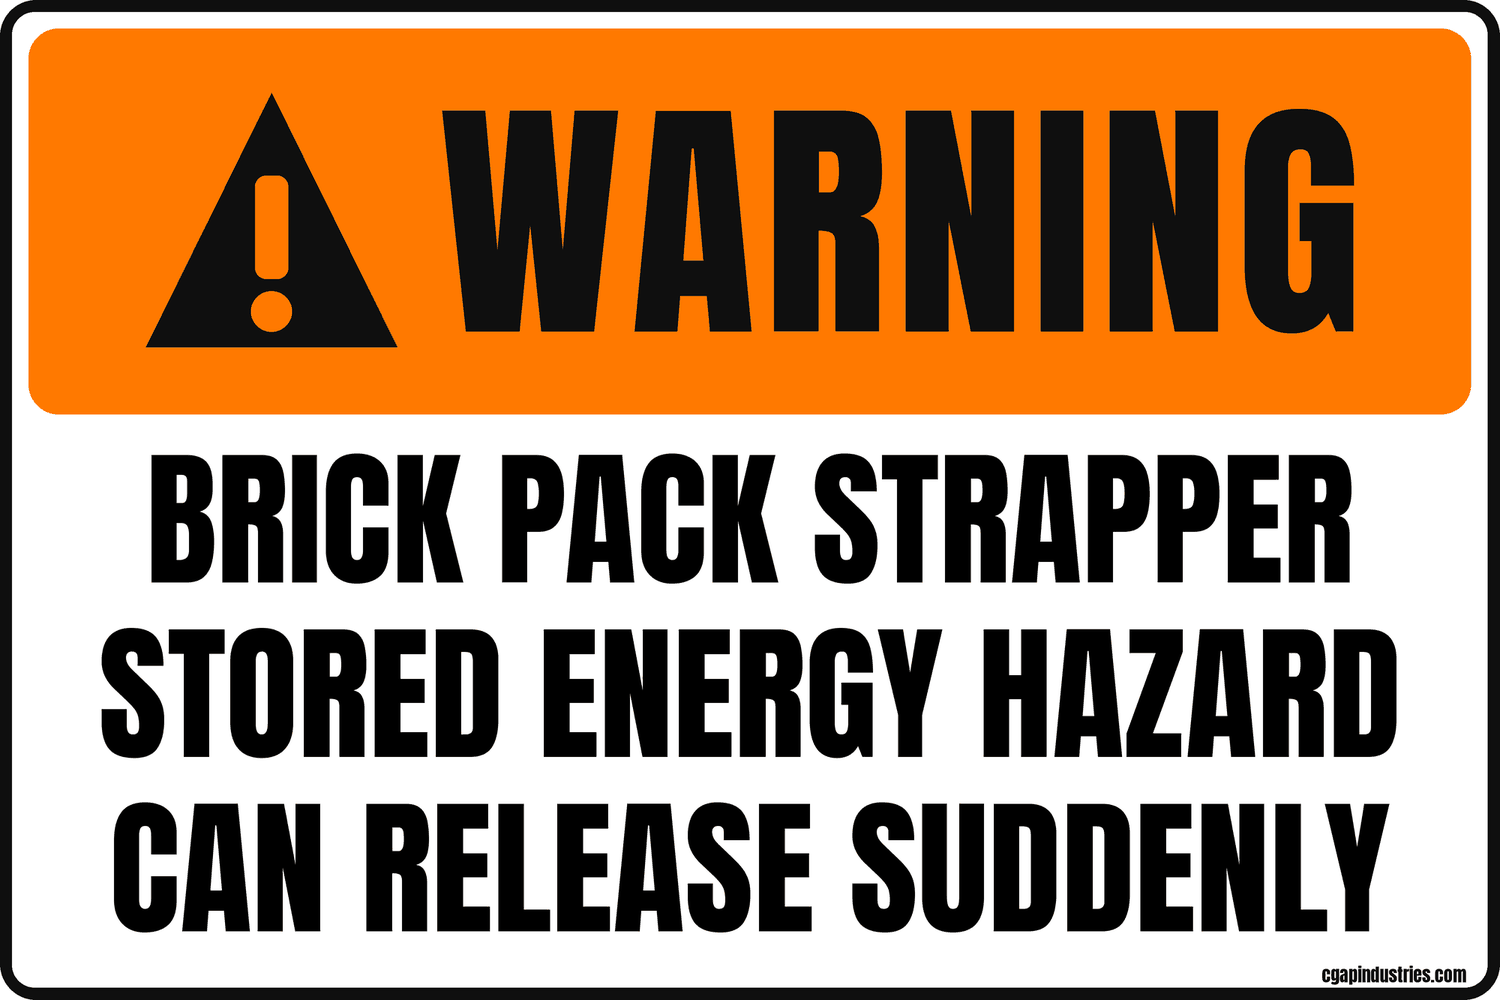 WARNING
BRICK PACK STRAPPER
STORED ENERGY HAZARD
CAN RELEASE SUDDENLY
cgapindustries.com